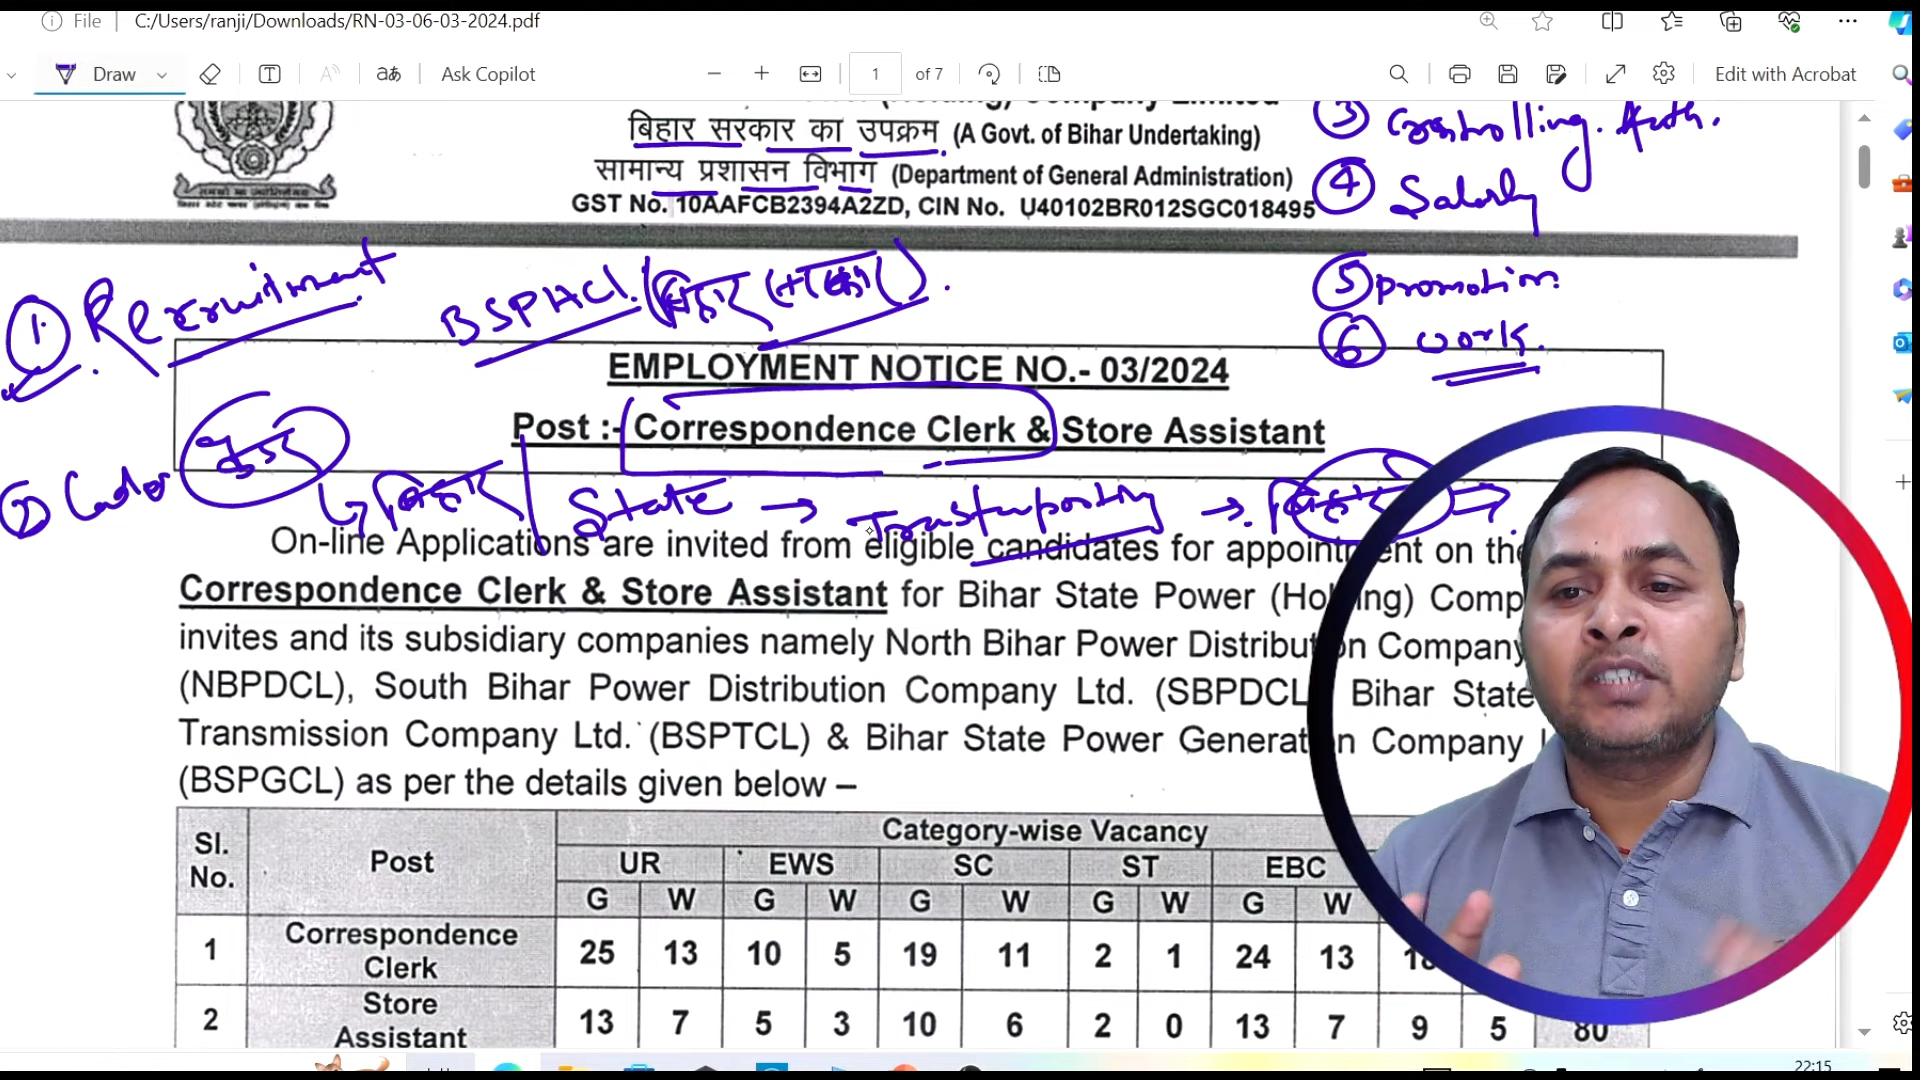 File | C:/Users/ranji/Downloads/RN-03-06-03-2024.pdf
Draw aあ Ask Copilot 1 of 7 Edit with Acrobat
(Holding) Company Limited
बिहार सरकार का उपक्रम (A Govt. of Bihar Undertaking)
सामान्य प्रशासन विभाग (Department of General Administration)
GST No. 10AAFCB2394A2ZD, CIN No. U40102BR012SGC018495
③ Controlling. Auth.
④ Salary
① Recruitment
BSPHCL (बिहार सरकार).
⑤ promotion
⑥ work.
EMPLOYMENT NOTICE NO.- 03/2024
Post :- Correspondence Clerk & Store Assistant
② Cader
बिहार State → → बिहार →
On-line Applications are invited from eligible candidates for appointment on the
Correspondence Clerk & Store Assistant for Bihar State Power (Holding) Comp
invites and its subsidiary companies namely North Bihar Power Distribution Company
(NBPDCL), South Bihar Power Distribution Company Ltd. (SBPDCL Bihar State
Transmission Company Ltd. (BSPTCL) & Bihar State Power Generation Company
(BSPGCL) as per the details given below –
Sl. No. Post Category-wise Vacancy
UR EWS SC ST EBC
G W G W G W G W G W
1 Correspondence Clerk 25 13 10 5 19 11 2 1 24 13
2 Store Assistant 13 7 5 3 10 6 2 0 13 7 9 5 80
22:15